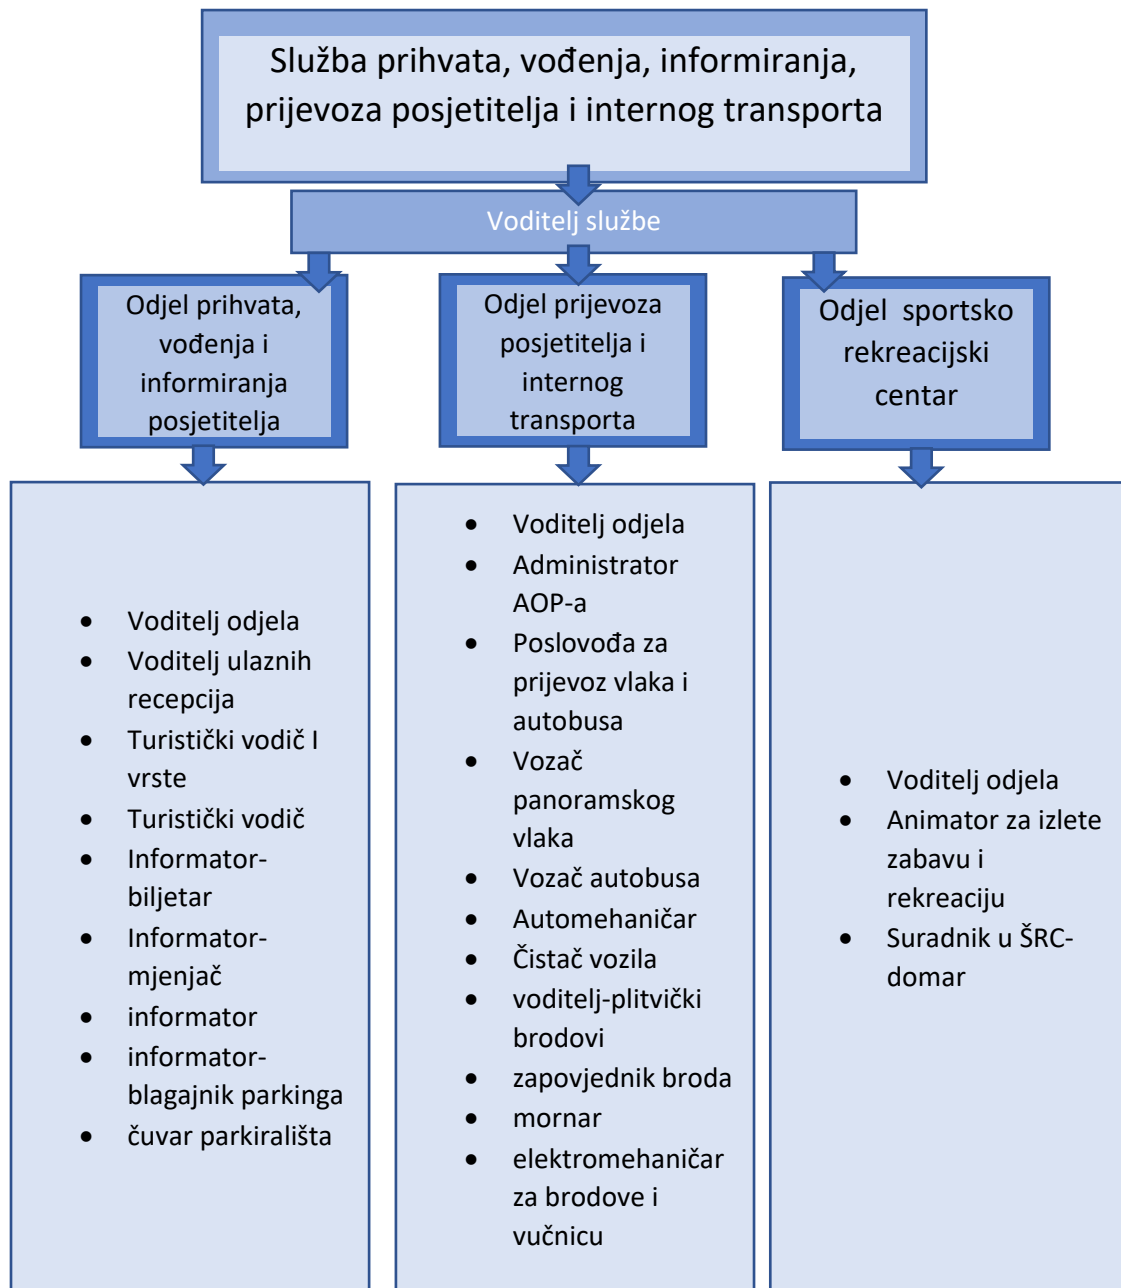 Služba prihvata, vođenja, informiranja,
prijevoza posjetitelja i internog transporta
Voditelj službe
Odjel prihvata,
vođenja i
informiranja
posjetitelja
Odjel prijevoza
posjetitelja i
internog
transporta
Odjel  sportsko
rekreacijski
centar
• Voditelj odjela
• Voditelj ulaznih
recepcija
• Turistički vodič I
vrste
• Turistički vodič
• Informator-
biljetar
• Informator-
mjenjač
• informator
• informator-
blagajnik parkinga
• čuvar parkirališta
• Voditelj odjela
• Administrator
AOP-a
• Poslovođa za
prijevoz vlaka i
autobusa
• Vozač
panoramskog
vlaka
• Vozač autobusa
• Automehaničar
• Čistač vozila
• voditelj-plitvički
brodovi
• zapovjednik broda
• mornar
• elektromehaničar
za brodove i
vučnicu
• Voditelj odjela
• Animator za izlete
zabavu i
rekreaciju
• Suradnik u ŠRC-
domar